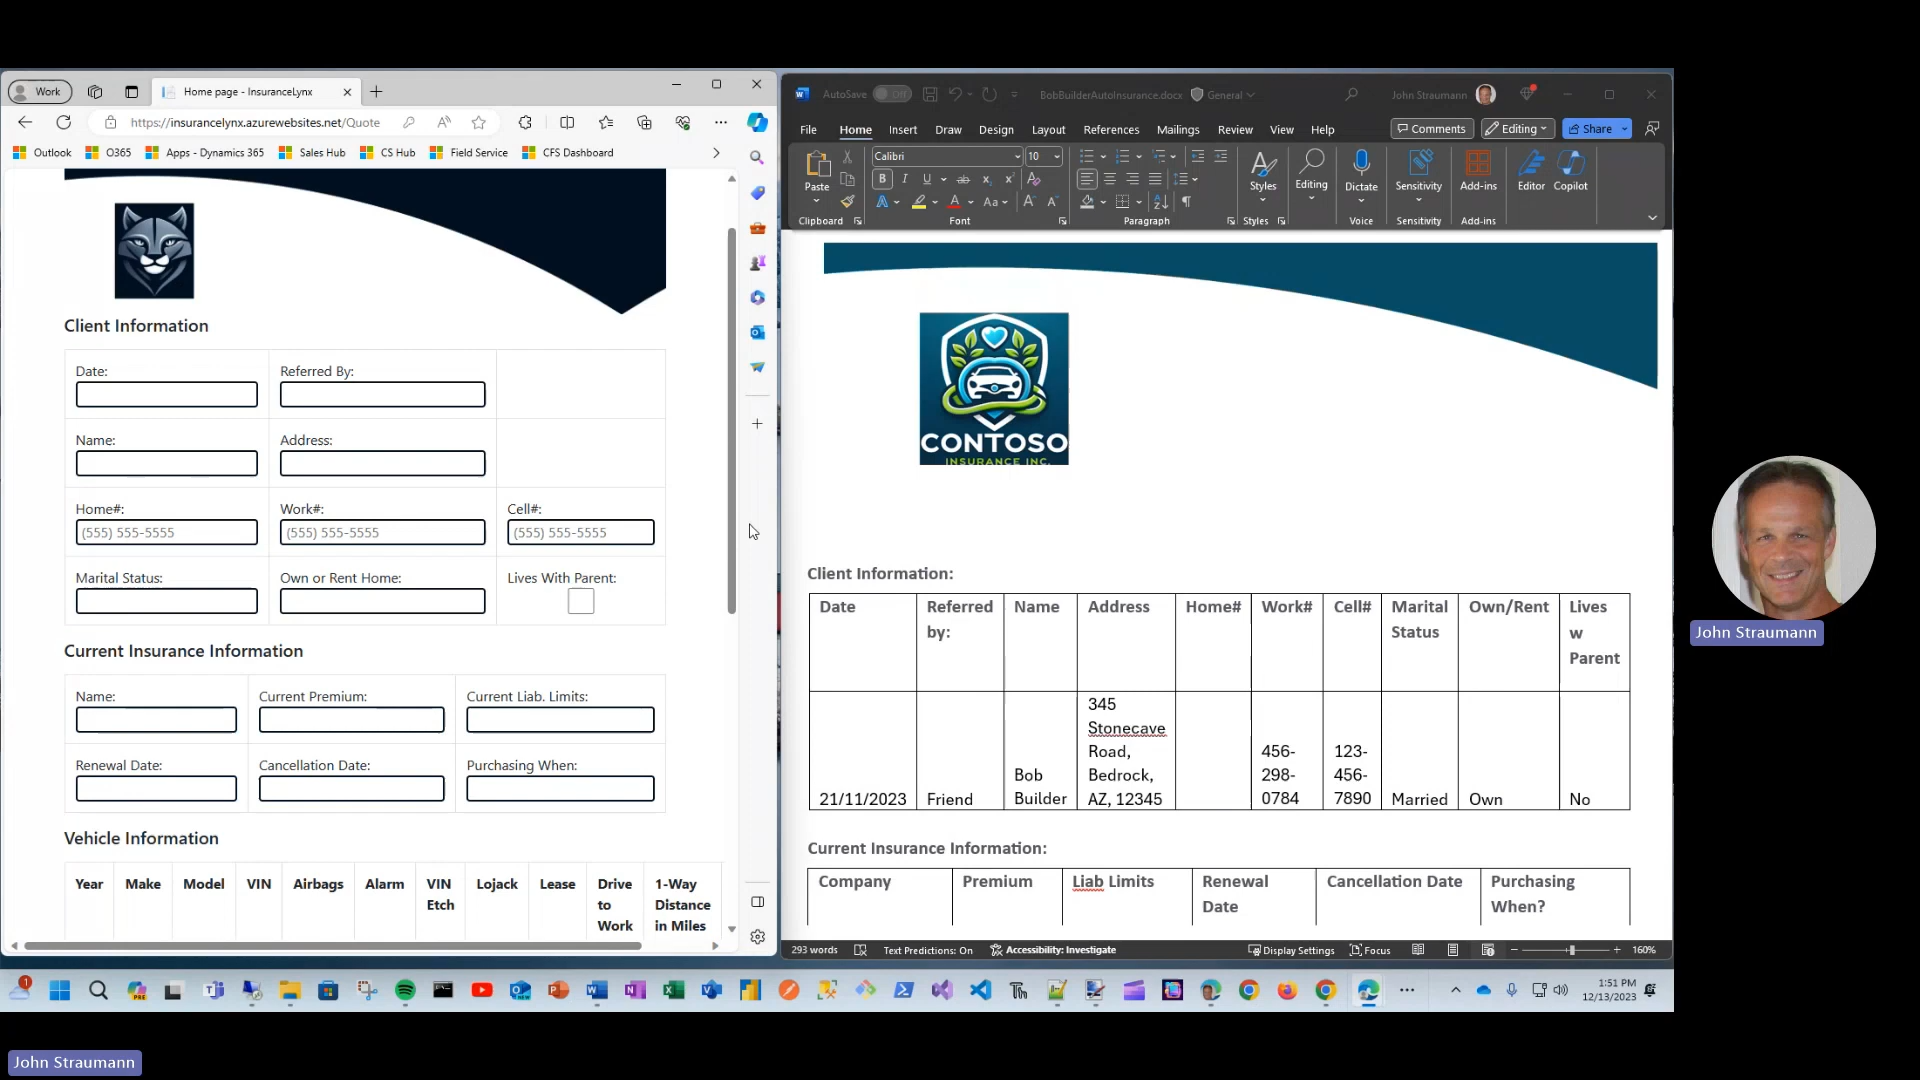 Work
Home page - InsuranceLynx
https://insurancelynx.azurewebsites.net/Quote
Outlook
O365
Apps - Dynamics 365
Sales Hub
CS Hub
Field Service
CFS Dashboard
Client Information
Date:
Referred By:
Name:
Address:
Home#:
Work#:
Cell#:
(555) 555-5555
(555) 555-5555
(555) 555-5555
Marital Status:
Own or Rent Home:
Lives With Parent:
Current Insurance Information
Name:
Current Premium:
Current Liab. Limits:
Renewal Date:
Cancellation Date:
Purchasing When:
Vehicle Information
Year
Make
Model
VIN
Airbags
Alarm
VIN
Etch
Lojack
Lease
Drive
to
Work
1-Way
Distance
in Miles
AutoSave
Off
BobBuilderAutoInsurance.docx
General
John Straumann
File
Home
Insert
Draw
Design
Layout
References
Mailings
Review
View
Help
Comments
Editing
Share
Paste
Calibri
10
Styles
Editing
Dictate
Sensitivity
Add-ins
Editor
Copilot
Clipboard
Font
Paragraph
Styles
Voice
Sensitivity
Add-ins
CONTOSO
INSURANCE INC.
Client Information:
Date
Referred
by:
Name
Address
Home#
Work#
Cell#
Marital
Status
Own/Rent
Lives
w
Parent
21/11/2023
Friend
Bob
Builder
345
Stonecave
Road,
Bedrock,
AZ, 12345
456-
298-
0784
123-
456-
7890
Married
Own
No
Current Insurance Information:
Company
Premium
Liab Limits
Renewal
Date
Cancellation Date
Purchasing
When?
293 words
Text Predictions: On
Accessibility: Investigate
Display Settings
Focus
160%
1:51 PM
12/13/2023
John Straumann
John Straumann